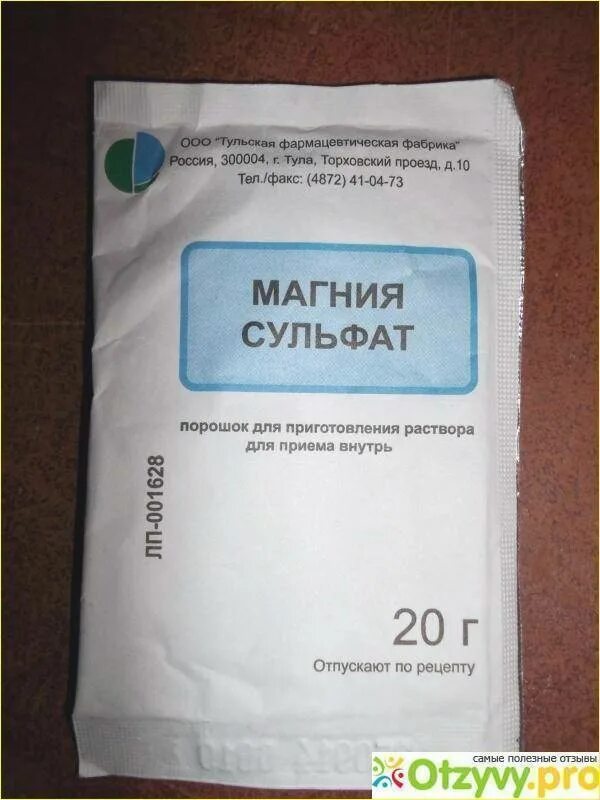 ООО "Тульская фармацевтическая фабрика"
Россия, 300004, г. Тула, Торховский проезд, д.10
Тел./факс: (4872) 41-04-73
МАГНИЯ
СУЛЬФАТ
порошок для приготовления раствора
для приема внутрь
ЛП-001628
20 г
Отпускают по рецепту
самые полезные отзывы
Otzyvy.pro